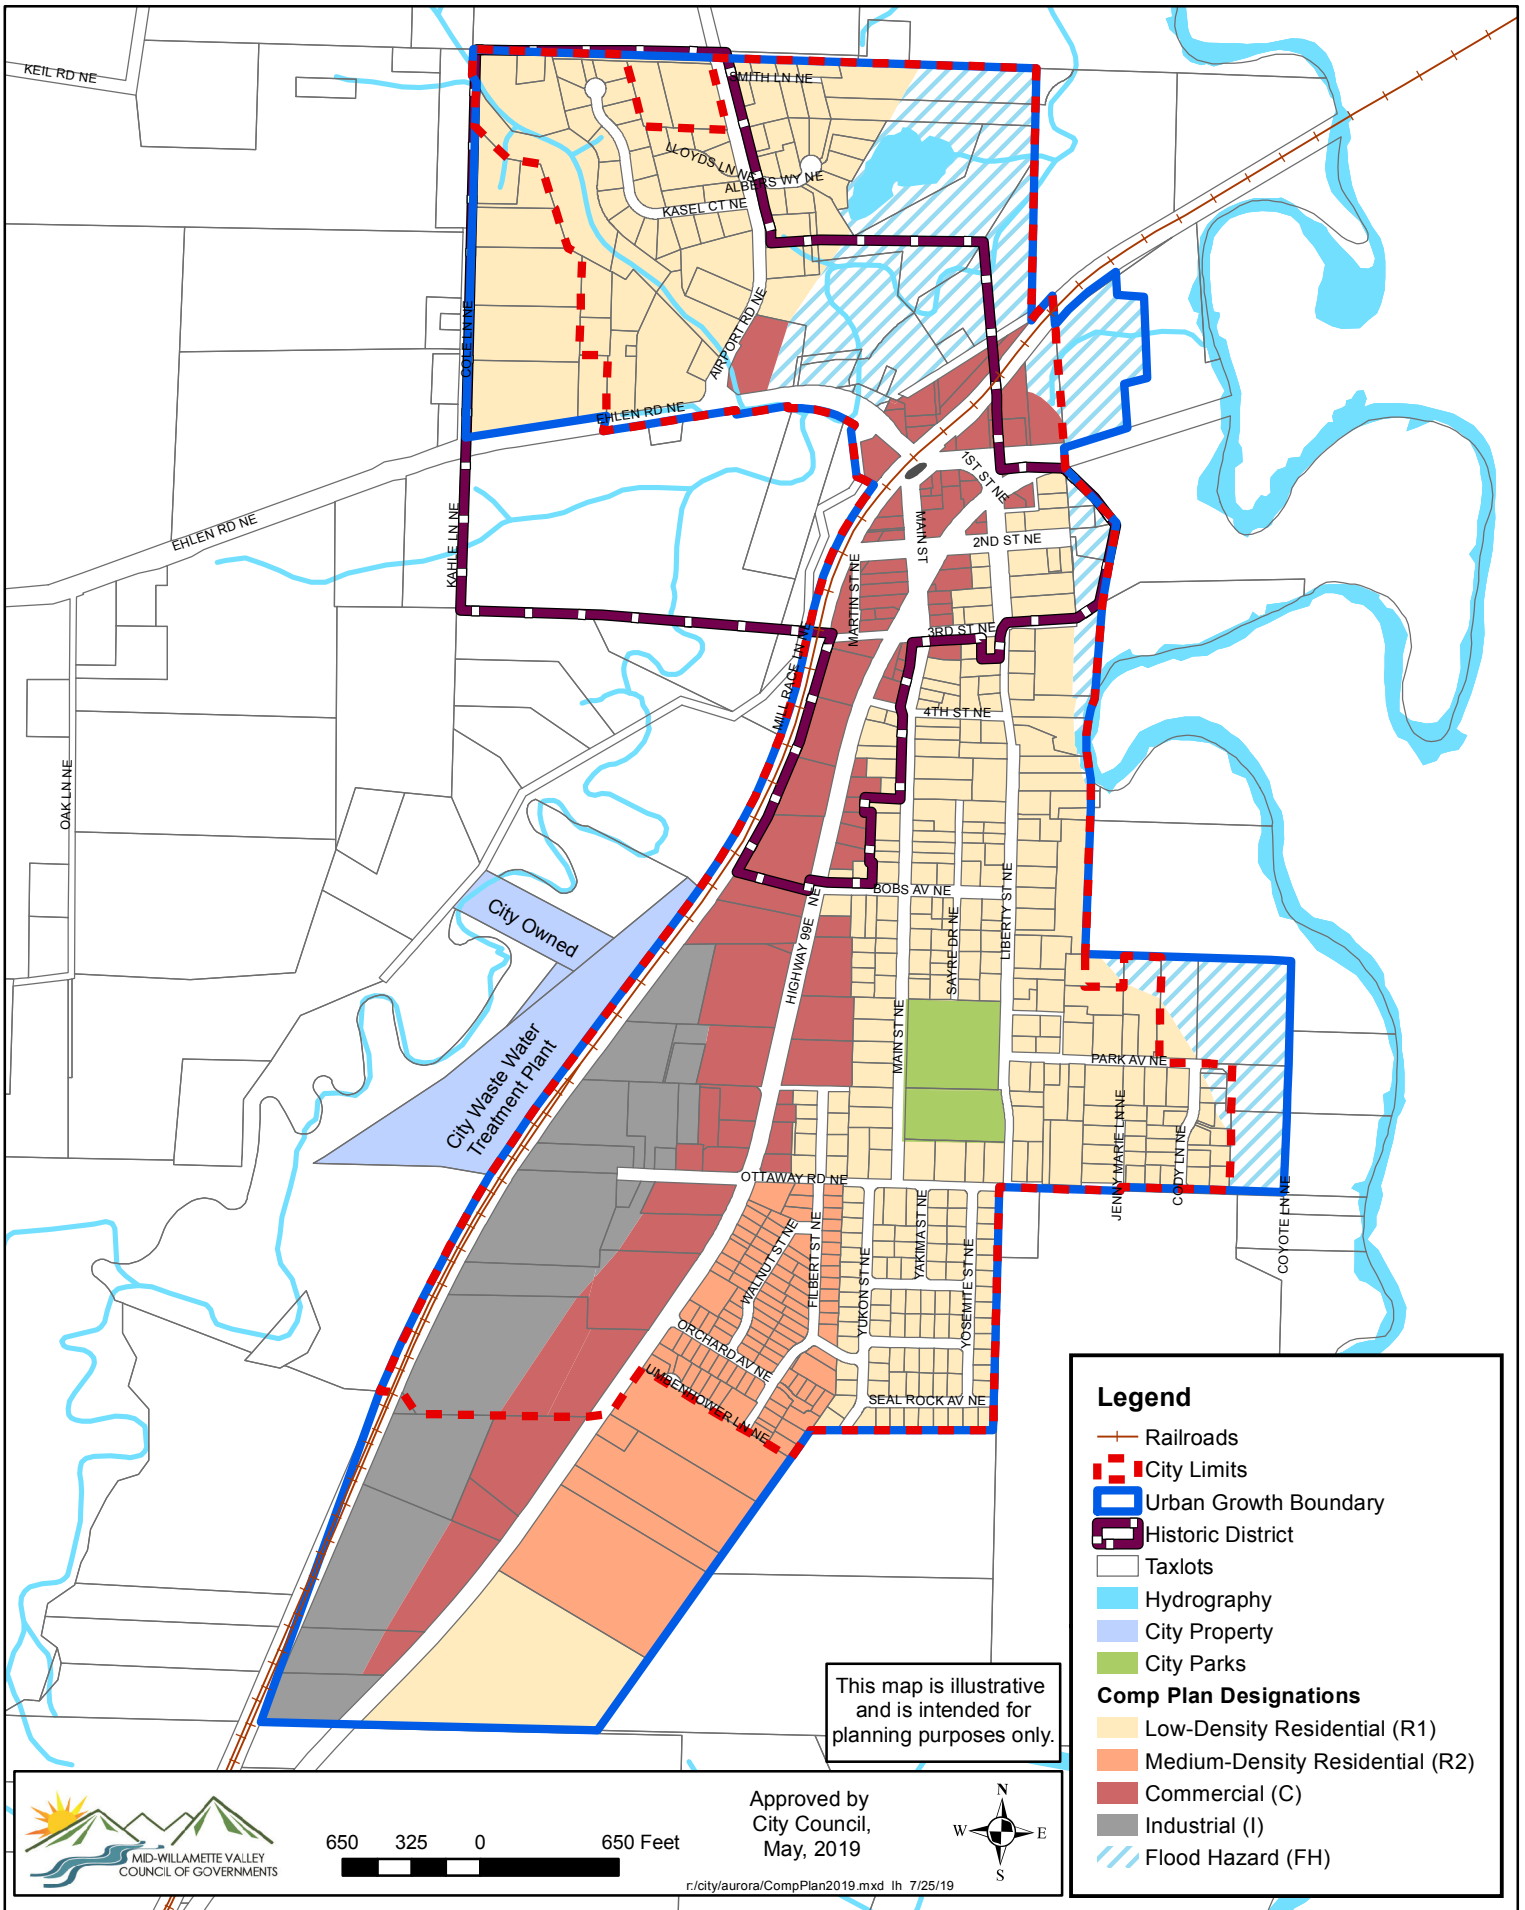 KEIL RD NE
SMITH LN NE
LLOYDS LN NE
ALBERS WY NE
KASEL CT NE
COLE LN NE
AIRPORT RD NE
EHLEN RD NE
EHLEN RD NE
KAHLE LN NE
1ST ST NE
MAIN ST
2ND ST NE
MARTIN ST NE
3RD ST NE
MILL RACE LN NE
4TH ST NE
OAK LN NE
BOBS AV NE
City Owned
HIGHWAY 99E NE
SAYRE DR NE
LIBERTY ST NE
City Waste Water
Treatment Plant
MAIN ST NE
PARK AV NE
JENNY MARIE LN NE
CODY LN NE
COYOTE LN NE
OTTAWAY RD NE
WALNUT ST NE
FILBERT ST NE
YUKON ST NE
YAKIMA ST NE
YOSEMITE ST NE
ORCHARD AV NE
UMBENHOWER LN NE
SEAL ROCK AV NE
Legend
Railroads
City Limits
Urban Growth Boundary
Historic District
Taxlots
Hydrography
City Property
City Parks
Comp Plan Designations
Low-Density Residential (R1)
Medium-Density Residential (R2)
Commercial (C)
Industrial (I)
Flood Hazard (FH)
This map is illustrative
and is intended for
planning purposes only.
MID-WILLAMETTE VALLEY
COUNCIL OF GOVERNMENTS
650 325 0 650 Feet
Approved by
City Council,
May, 2019
N
W E
S
r:/city/aurora/CompPlan2019.mxd lh 7/25/19